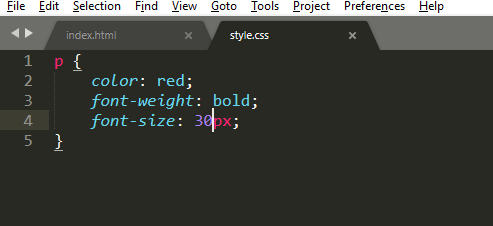 File Edit Selection Find View Goto Tools Project Preferences Help
index.html × style.css ×
1 p {
2 color: red;
3 font-weight: bold;
4 font-size: 30px;
5 }